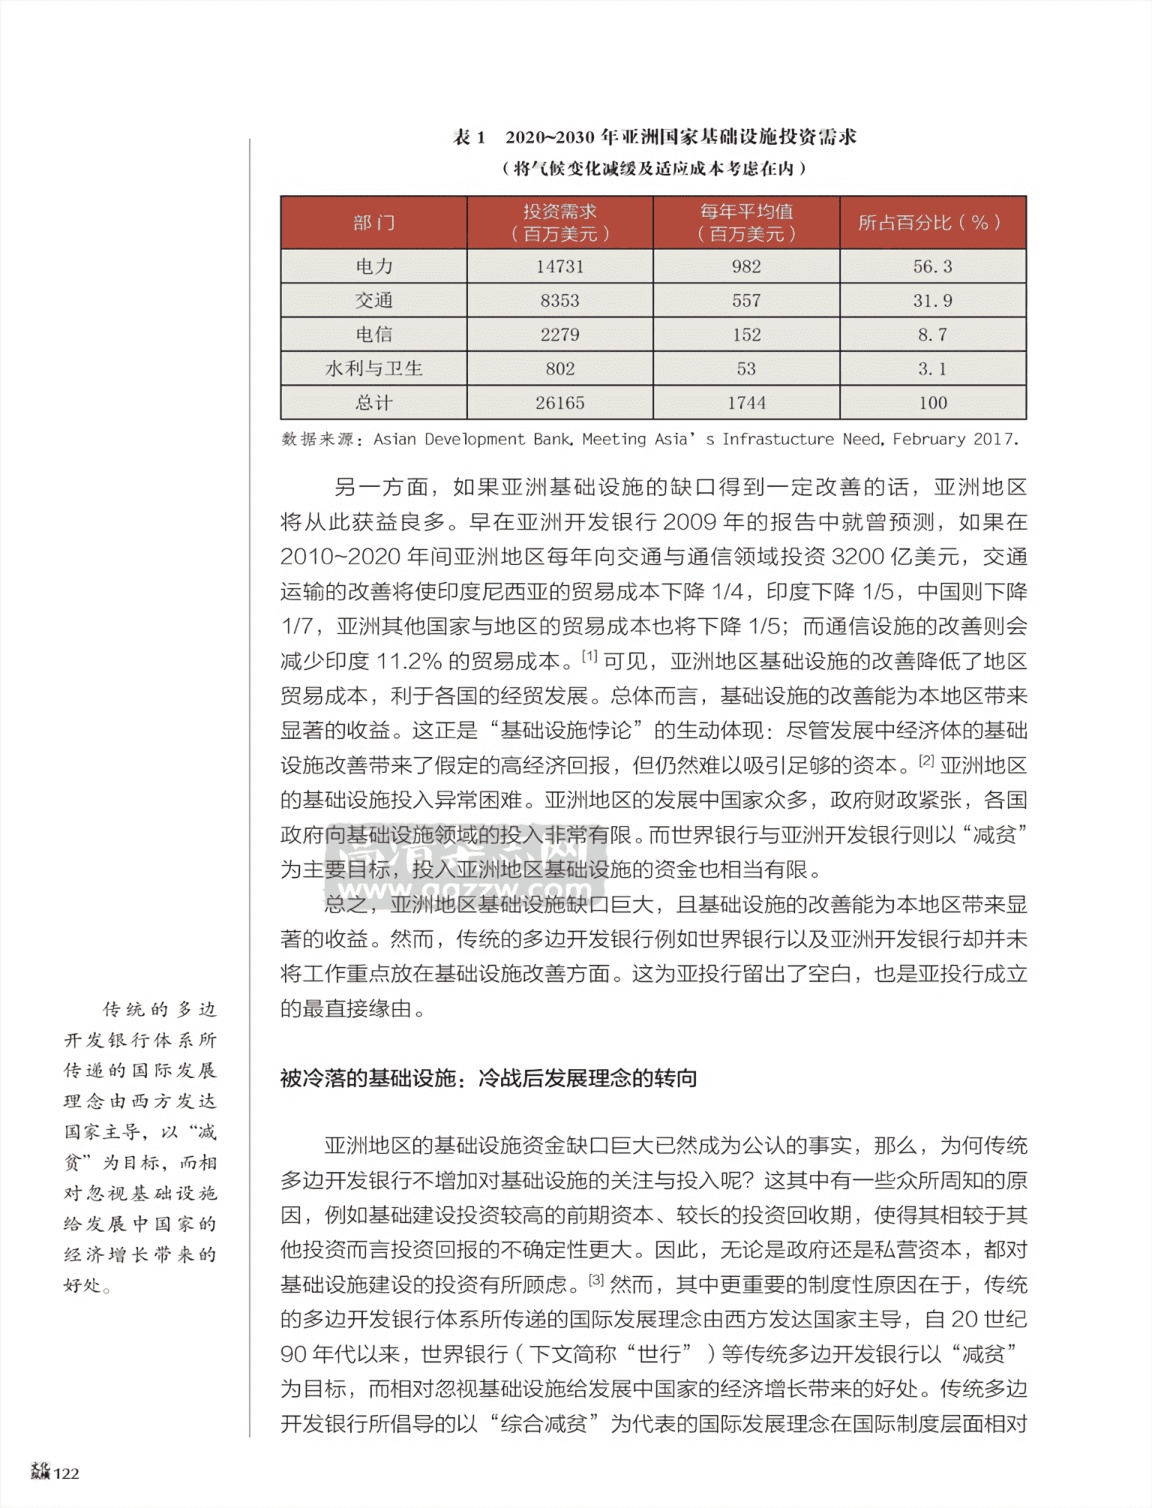 表 1 2020~2030 年亚洲国家基础设施投资需求
（将气候变化减缓及适应成本考虑在内）
部 门 投资需求（百万美元） 每年平均值（百万美元） 所占百分比（%）
电力 14731 982 56.3
交通 8353 557 31.9
电信 2279 152 8.7
水利与卫生 802 53 3.1
总计 26165 1744 100
数据来源：Asian Development Bank, Meeting Asia’s Infrastucture Need, February 2017.
另一方面，如果亚洲基础设施的缺口得到一定改善的话，亚洲地区
将从此获益良多。早在亚洲开发银行 2009 年的报告中就曾预测，如果在
2010~2020 年间亚洲地区每年向交通与通信领域投资 3200 亿美元，交通
运输的改善将使印度尼西亚的贸易成本下降 1/4，印度下降 1/5，中国则下降
1/7，亚洲其他国家与地区的贸易成本也将下降 1/5；而通信设施的改善则会
减少印度 11.2% 的贸易成本。[1] 可见，亚洲地区基础设施的改善降低了地区
贸易成本，利于各国的经贸发展。总体而言，基础设施的改善能为本地区带来
显著的收益。这正是“基础设施悖论”的生动体现：尽管发展中经济体的基础
设施改善带来了假定的高经济回报，但仍然难以吸引足够的资本。[2] 亚洲地区
的基础设施投入异常困难。亚洲地区的发展中国家众多，政府财政紧张，各国
政府向基础设施领域的投入非常有限。而世界银行与亚洲开发银行则以“减贫”
为主要目标，投入亚洲地区基础设施的资金也相当有限。
www.qgzzw.com
总之，亚洲地区基础设施缺口巨大，且基础设施的改善能为本地区带来显
著的收益。然而，传统的多边开发银行例如世界银行以及亚洲开发银行却并未
将工作重点放在基础设施改善方面。这为亚投行留出了空白，也是亚投行成立
的最直接缘由。
传统的多边
开发银行体系所
传递的国际发展
理念由西方发达
国家主导，以“减
贫”为目标，而相
对忽视基础设施
给发展中国家的
经济增长带来的
好处。
被冷落的基础设施：冷战后发展理念的转向
亚洲地区的基础设施资金缺口巨大已然成为公认的事实，那么，为何传统
多边开发银行不增加对基础设施的关注与投入呢？这其中有一些众所周知的原
因，例如基础建设投资较高的前期资本、较长的投资回收期，使得其相较于其
他投资而言投资回报的不确定性更大。因此，无论是政府还是私营资本，都对
基础设施建设的投资有所顾虑。[3] 然而，其中更重要的制度性原因在于，传统
的多边开发银行体系所传递的国际发展理念由西方发达国家主导，自 20 世纪
90 年代以来，世界银行（下文简称“世行”）等传统多边开发银行以“减贫”
为目标，而相对忽视基础设施给发展中国家的经济增长带来的好处。传统多边
开发银行所倡导的以“综合减贫”为代表的国际发展理念在国际制度层面相对
文化纵横 122